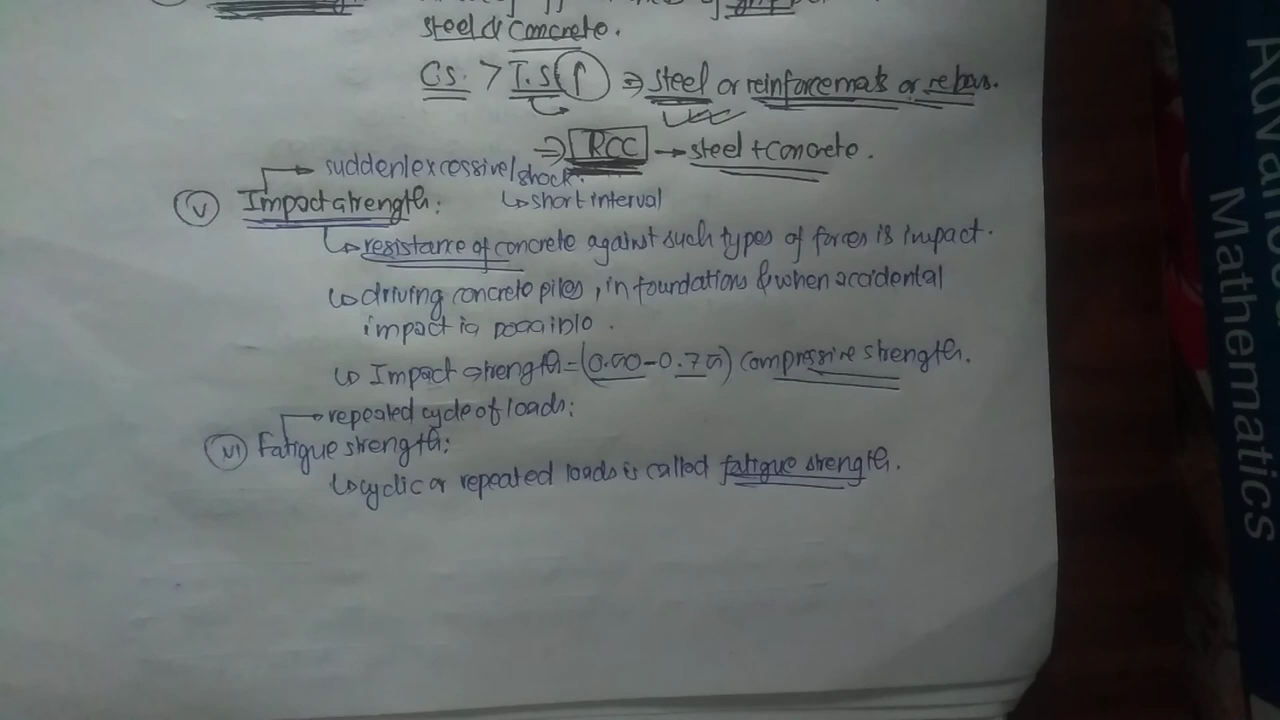 steel & concrete.
C.S. > T.S(↑) ⇒ steel or reinforcements or rebars.
⇒ RCC → steel + concrete.
→ sudden/excessive/shock.
↳ short interval
(v) Impact strength:
↳ resistance of concrete against such types of forces is impact.
↳ driving concrete piles, in foundations & when accidental
impact is possible.
↳ Impact strength = (0.50-0.75) compressive strength.
→ repeated cycle of loads:
(vi) Fatigue strength:
↳ cyclic or repeated loads is called fatigue strength.
Advanced
Mathematics